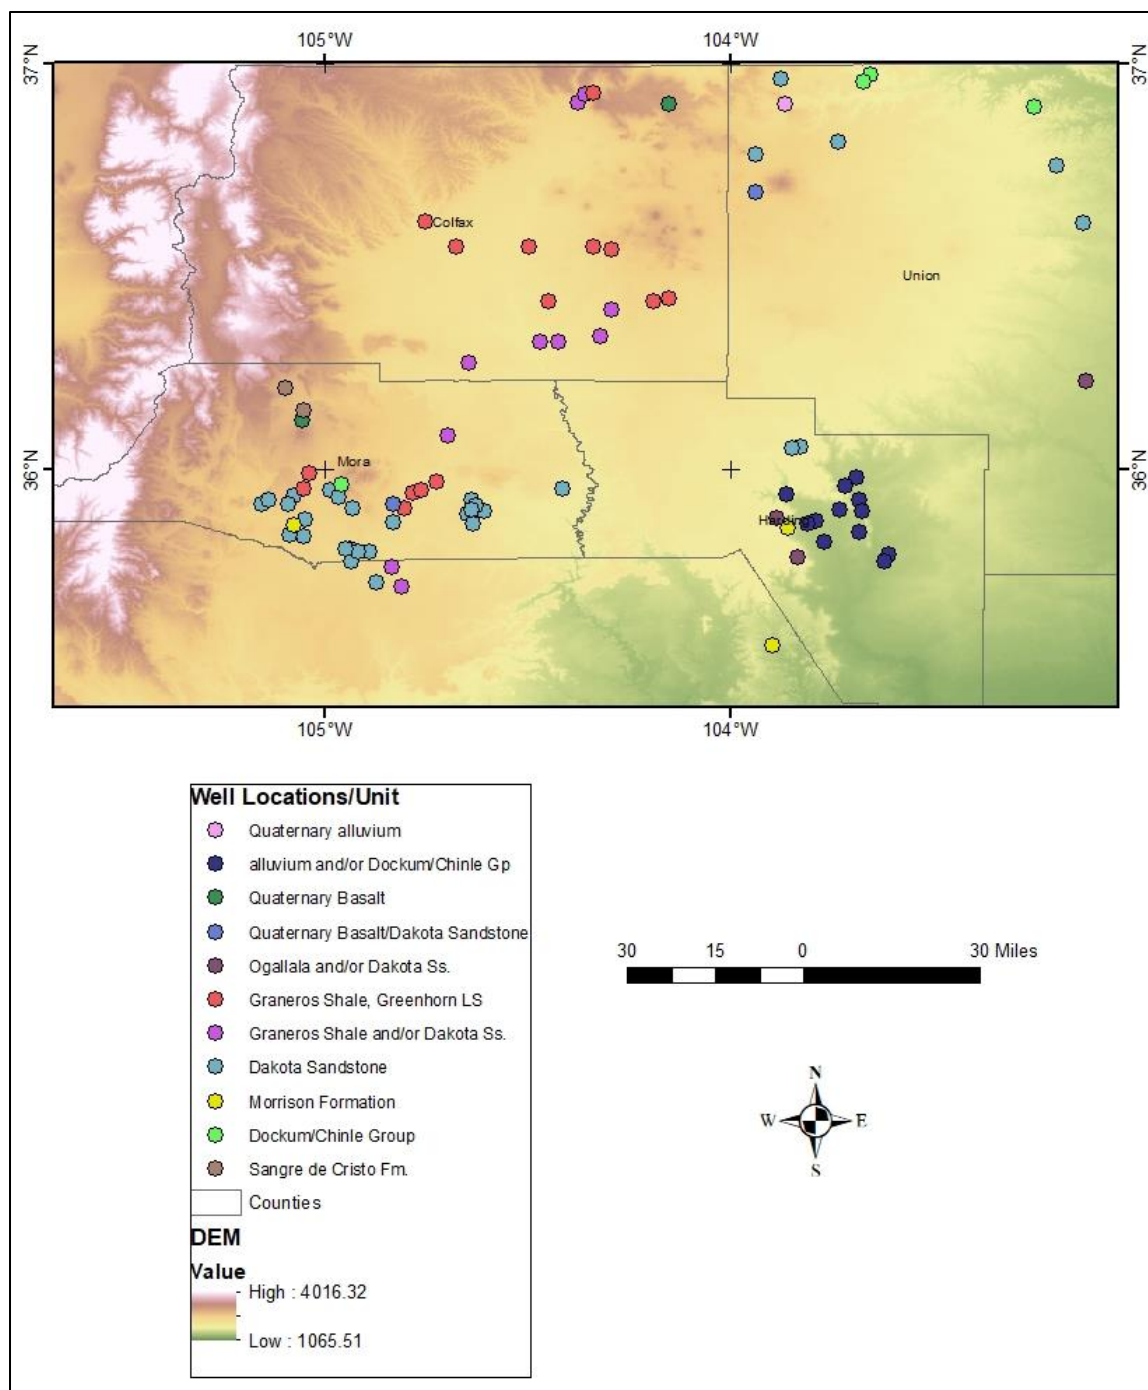 105°W 104°W
37°N 37°N
Colfax
Union
36°N 36°N
Mora
Harding
105°W 104°W
Well Locations/Unit
Quaternary alluvium
alluvium and/or Dockum/Chinle Gp
Quaternary Basalt
Quaternary Basalt/Dakota Sandstone
Ogallala and/or Dakota Ss.
Graneros Shale, Greenhorn LS
Graneros Shale and/or Dakota Ss.
Dakota Sandstone
Morrison Formation
Dockum/Chinle Group
Sangre de Cristo Fm.
Counties
DEM
Value
High : 4016.32
Low : 1065.51
30 15 0 30 Miles
N
W E
S